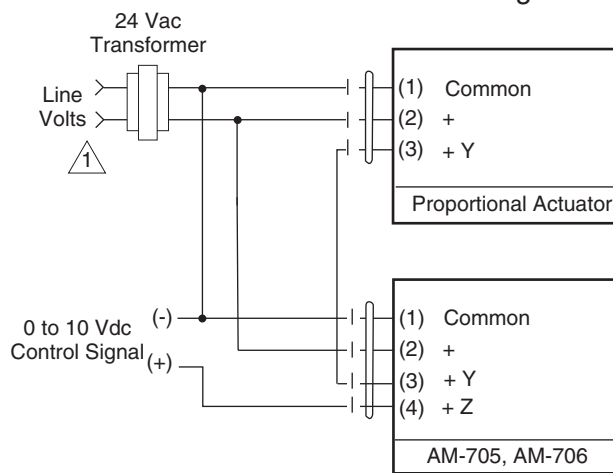 24 Vac
Transformer
Line
Volts
1
(1) Common
(2) +
(3) + Y
Proportional Actuator
0 to 10 Vdc
Control Signal
(-)
(+)
(1) Common
(2) +
(3) + Y
(4) + Z
AM-705, AM-706